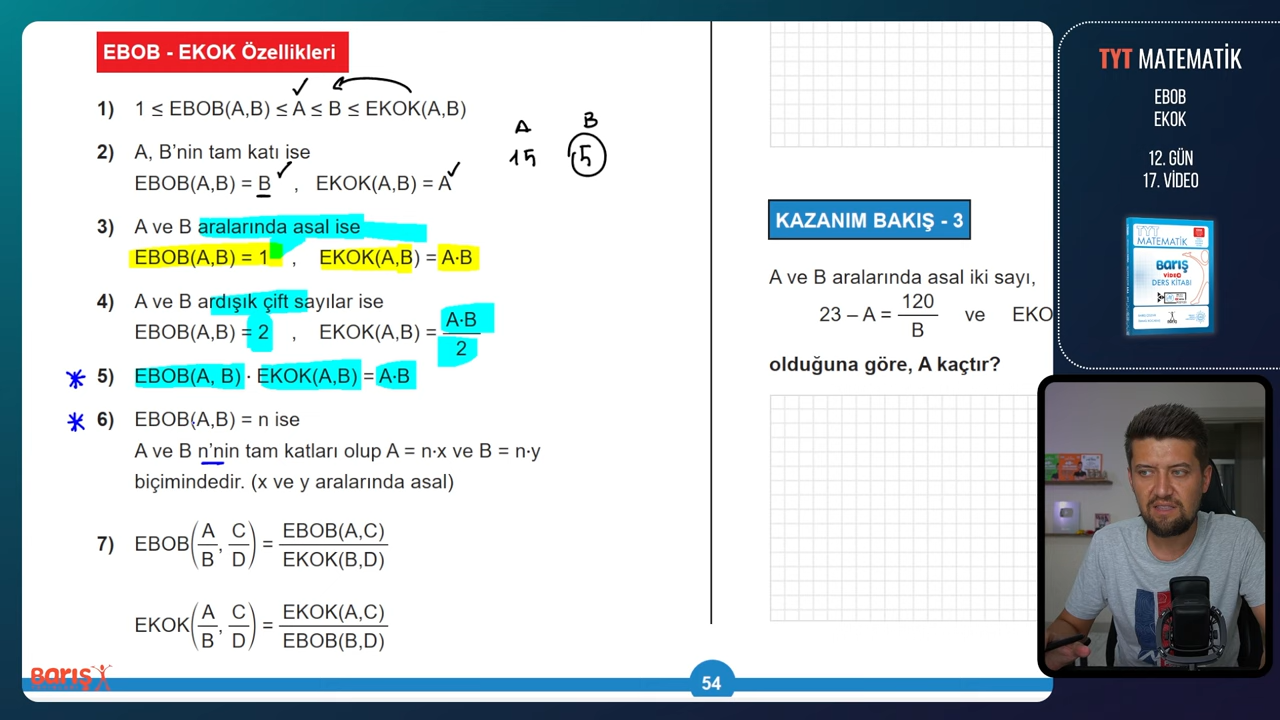 EBOB - EKOK Özellikleri
1) 1 ≤ EBOB(A,B) ≤ A ≤ B ≤ EKOK(A,B)
A B
15 5
2) A, B'nin tam katı ise
EBOB(A,B) = B , EKOK(A,B) = A
3) A ve B aralarında asal ise
EBOB(A,B) = 1 , EKOK(A,B) = A·B
4) A ve B ardışık çift sayılar ise
EBOB(A,B) = 2 , EKOK(A,B) = A·B/2
* 5) EBOB(A, B) · EKOK(A,B) = A·B
* 6) EBOB(A,B) = n ise
A ve B n'nin tam katları olup A = n·x ve B = n·y
biçimindedir. (x ve y aralarında asal)
7) EBOB(A/B, C/D) = EBOB(A,C)/EKOK(B,D)
EKOK(A/B, C/D) = EKOK(A,C)/EBOB(B,D)
Barış
54
KAZANIM BAKIŞ - 3
A ve B aralarında asal iki sayı,
23 – A = 120/B ve EKO
olduğuna göre, A kaçtır?
TYT MATEMATİK
EBOB
EKOK
12. GÜN
17. VİDEO
TYT
MATEMATİK
Barış
VİDEO
DERS KİTABI